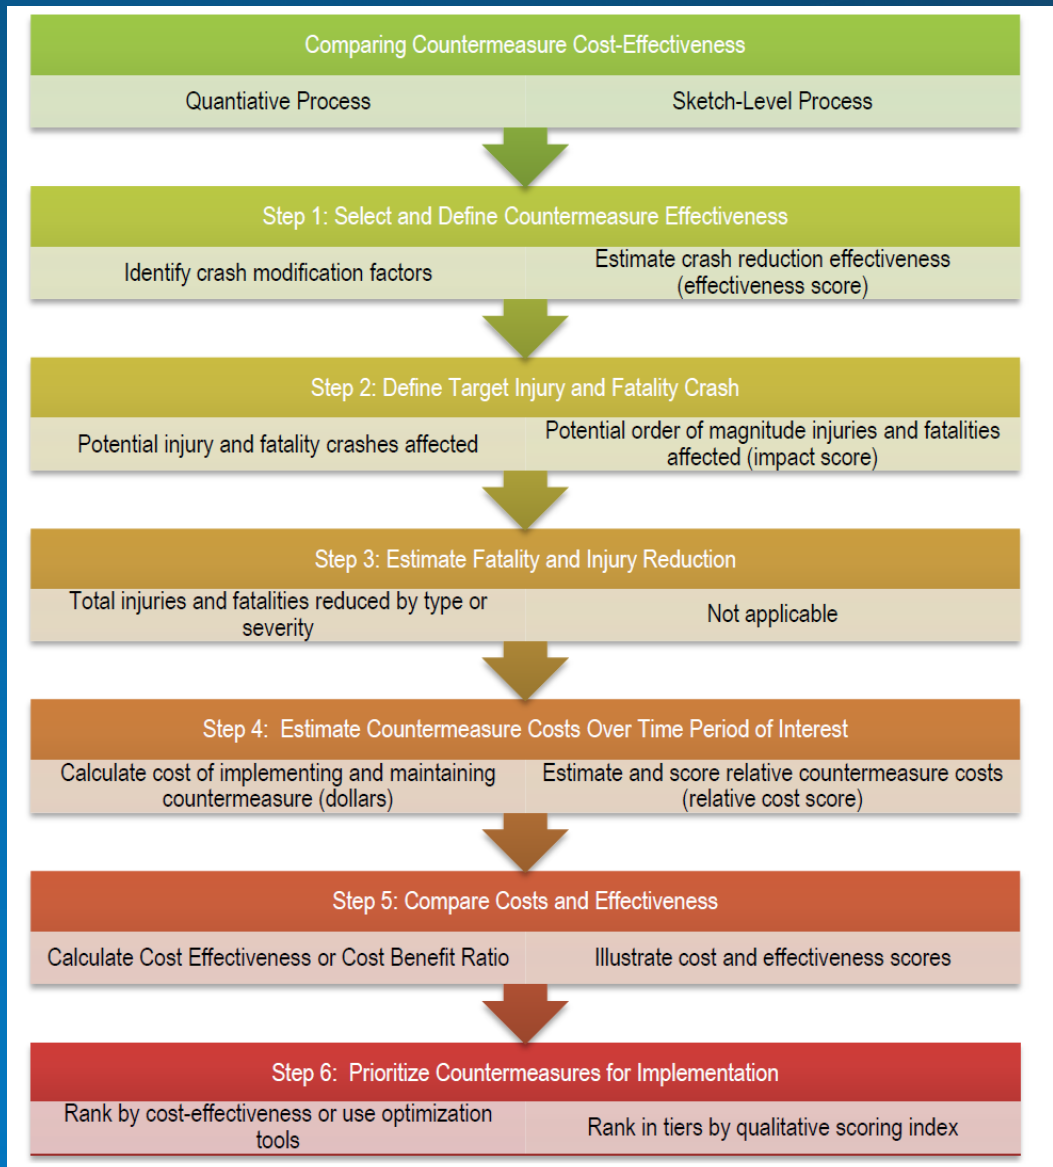 Comparing Countermeasure Cost-Effectiveness
Quantiative Process
Sketch-Level Process
Step 1: Select and Define Countermeasure Effectiveness
Identify crash modification factors
Estimate crash reduction effectiveness
(effectiveness score)
Step 2: Define Target Injury and Fatality Crash
Potential injury and fatality crashes affected
Potential order of magnitude injuries and fatalities
affected (impact score)
Step 3: Estimate Fatality and Injury Reduction
Total injuries and fatalities reduced by type or
severity
Not applicable
Step 4: Estimate Countermeasure Costs Over Time Period of Interest
Calculate cost of implementing and maintaining
countermeasure (dollars)
Estimate and score relative countermeasure costs
(relative cost score)
Step 5: Compare Costs and Effectiveness
Calculate Cost Effectiveness or Cost Benefit Ratio
Illustrate cost and effectiveness scores
Step 6: Prioritize Countermeasures for Implementation
Rank by cost-effectiveness or use optimization
tools
Rank in tiers by qualitative scoring index